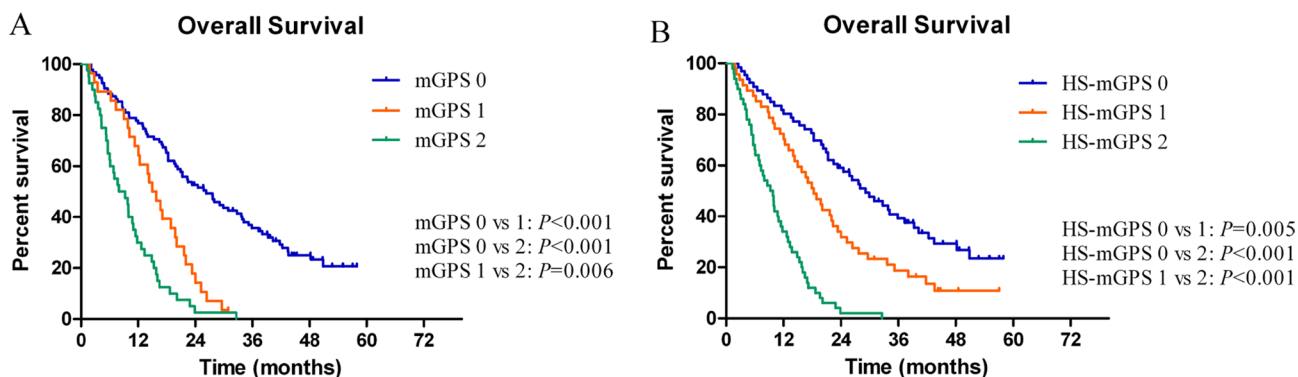 A
Overall Survival
Percent survival
100
80
60
40
20
0
0 12 24 36 48 60 72
Time (months)
mGPS 0
mGPS 1
mGPS 2
mGPS 0 vs 1: P<0.001
mGPS 0 vs 2: P<0.001
mGPS 1 vs 2: P=0.006
B
Overall Survival
Percent survival
100
80
60
40
20
0
0 12 24 36 48 60 72
Time (months)
HS-mGPS 0
HS-mGPS 1
HS-mGPS 2
HS-mGPS 0 vs 1: P=0.005
HS-mGPS 0 vs 2: P<0.001
HS-mGPS 1 vs 2: P<0.001